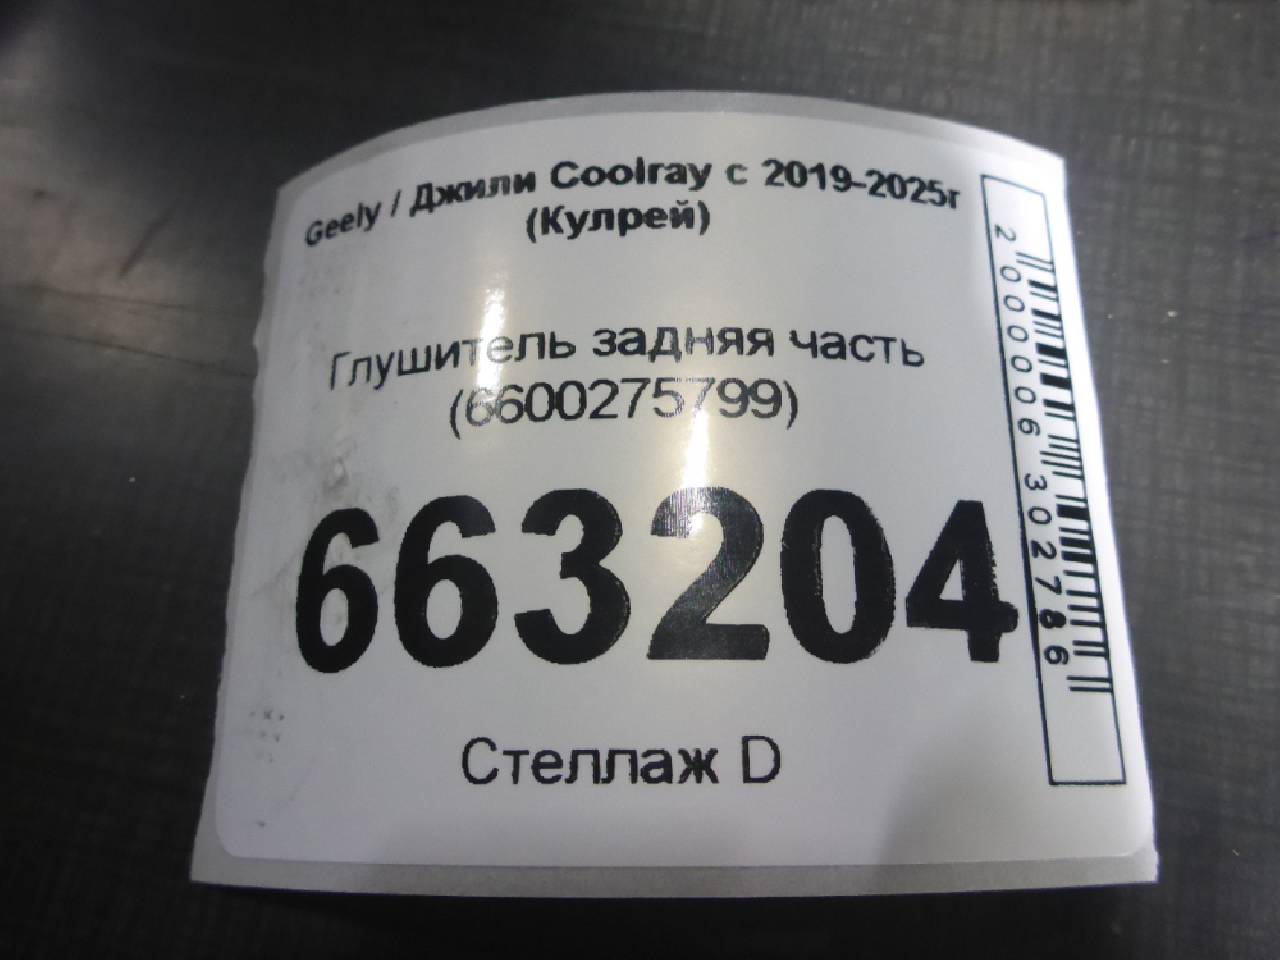 Geely / Джили Coolray с 2019-2025г
(Кулрей)
Глушитель задняя часть
(6600275799)
663204
Стеллаж D
2000006302786